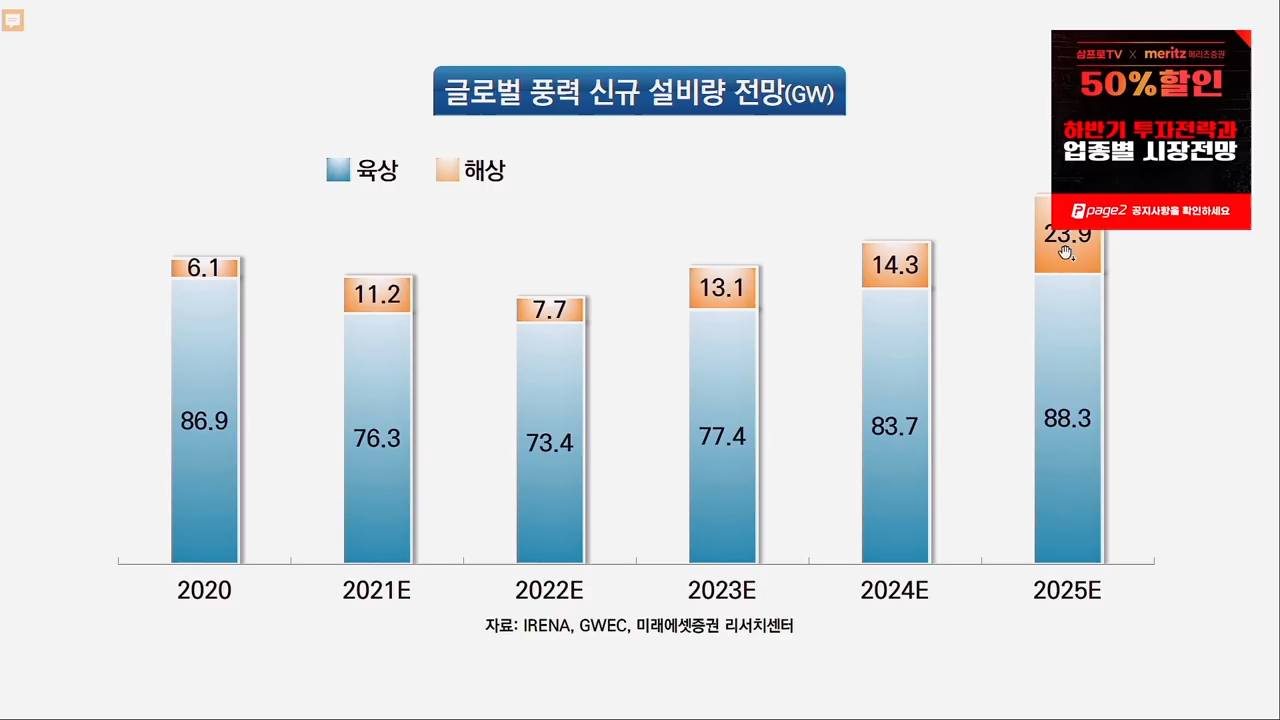 글로벌 풍력 신규 설비량 전망(GW)
육상 해상
삼프로TV X meritz 메리츠증권
50%할인
하반기 투자전략과
업종별 시장전망
page2 공지사항을 확인하세요
6.1 11.2 7.7 13.1 14.3 23.9
86.9 76.3 73.4 77.4 83.7 88.3
2020 2021E 2022E 2023E 2024E 2025E
자료: IRENA, GWEC, 미래에셋증권 리서치센터